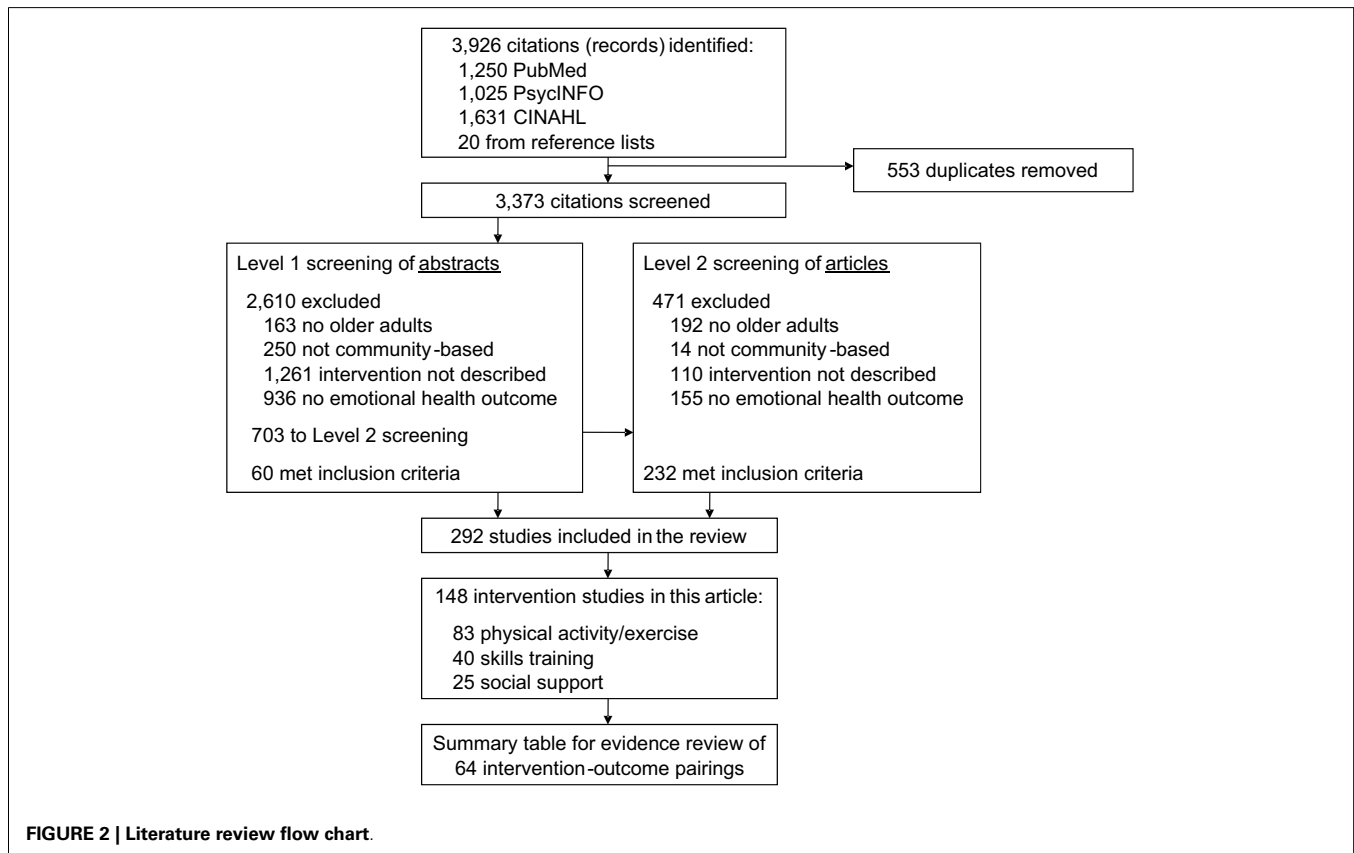 3,926 citations (records) identified:
1,250 PubMed
1,025 PsycINFO
1,631 CINAHL
20 from reference lists
553 duplicates removed
3,373 citations screened
Level 1 screening of abstracts
2,610 excluded
163 no older adults
250 not community-based
1,261 intervention not described
936 no emotional health outcome
703 to Level 2 screening
60 met inclusion criteria
Level 2 screening of articles
471 excluded
192 no older adults
14 not community-based
110 intervention not described
155 no emotional health outcome
232 met inclusion criteria
292 studies included in the review
148 intervention studies in this article:
83 physical activity/exercise
40 skills training
25 social support
Summary table for evidence review of
64 intervention-outcome pairings
FIGURE 2 | Literature review flow chart.